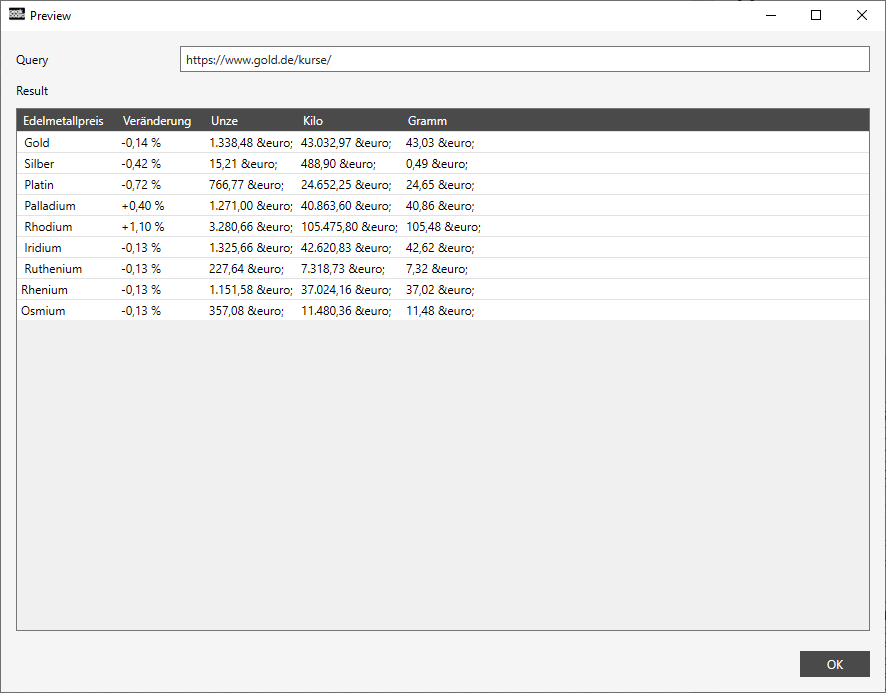 peak board Preview
Query https://www.gold.de/kurse/
Result
Edelmetallpreis Veränderung Unze Kilo Gramm
Gold -0,14 % 1.338,48 &euro; 43.032,97 &euro; 43,03 &euro;
Silber -0,42 % 15,21 &euro; 488,90 &euro; 0,49 &euro;
Platin -0,72 % 766,77 &euro; 24.652,25 &euro; 24,65 &euro;
Palladium +0,40 % 1.271,00 &euro; 40.863,60 &euro; 40,86 &euro;
Rhodium +1,10 % 3.280,66 &euro; 105.475,80 &euro; 105,48 &euro;
Iridium -0,13 % 1.325,66 &euro; 42.620,83 &euro; 42,62 &euro;
Ruthenium -0,13 % 227,64 &euro; 7.318,73 &euro; 7,32 &euro;
Rhenium -0,13 % 1.151,58 &euro; 37.024,16 &euro; 37,02 &euro;
Osmium -0,13 % 357,08 &euro; 11.480,36 &euro; 11,48 &euro;
OK